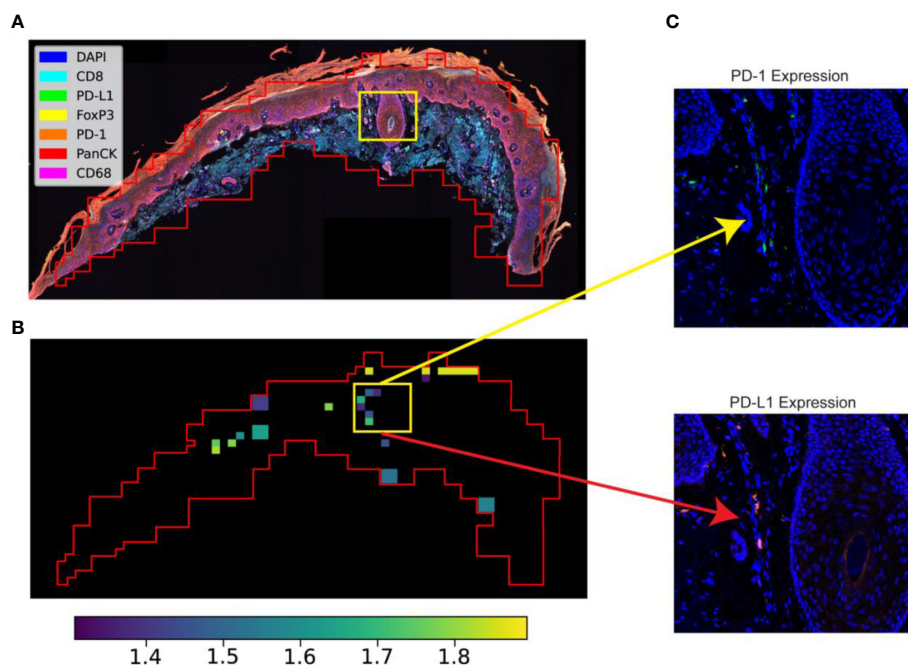 A
DAPI
CD8
PD-L1
FoxP3
PD-1
PanCK
CD68
B
1.4 1.5 1.6 1.7 1.8
C
PD-1 Expression
PD-L1 Expression